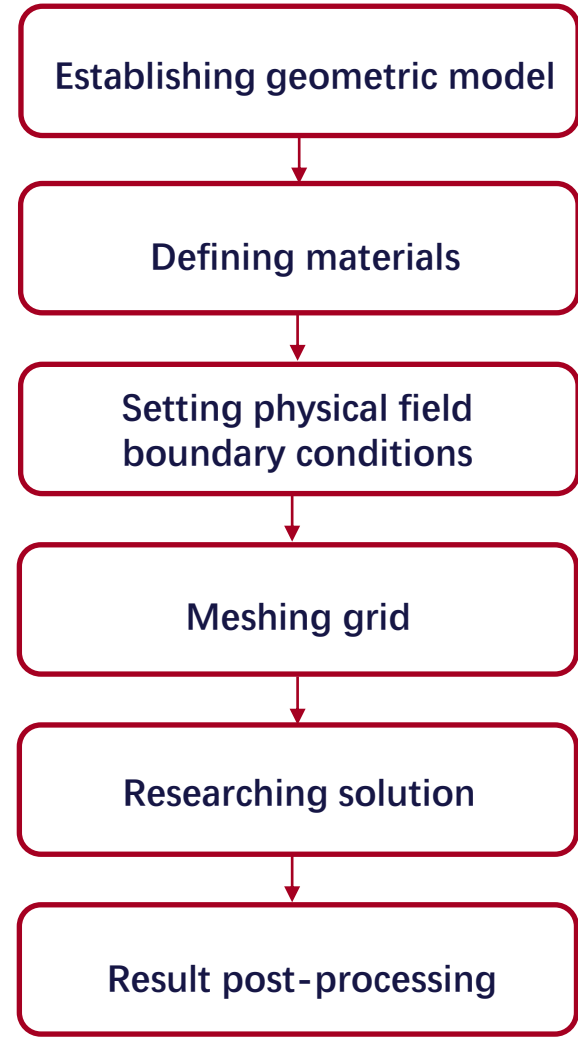 Establishing geometric model
Defining materials
Setting physical field
boundary conditions
Meshing grid
Researching solution
Result post-processing